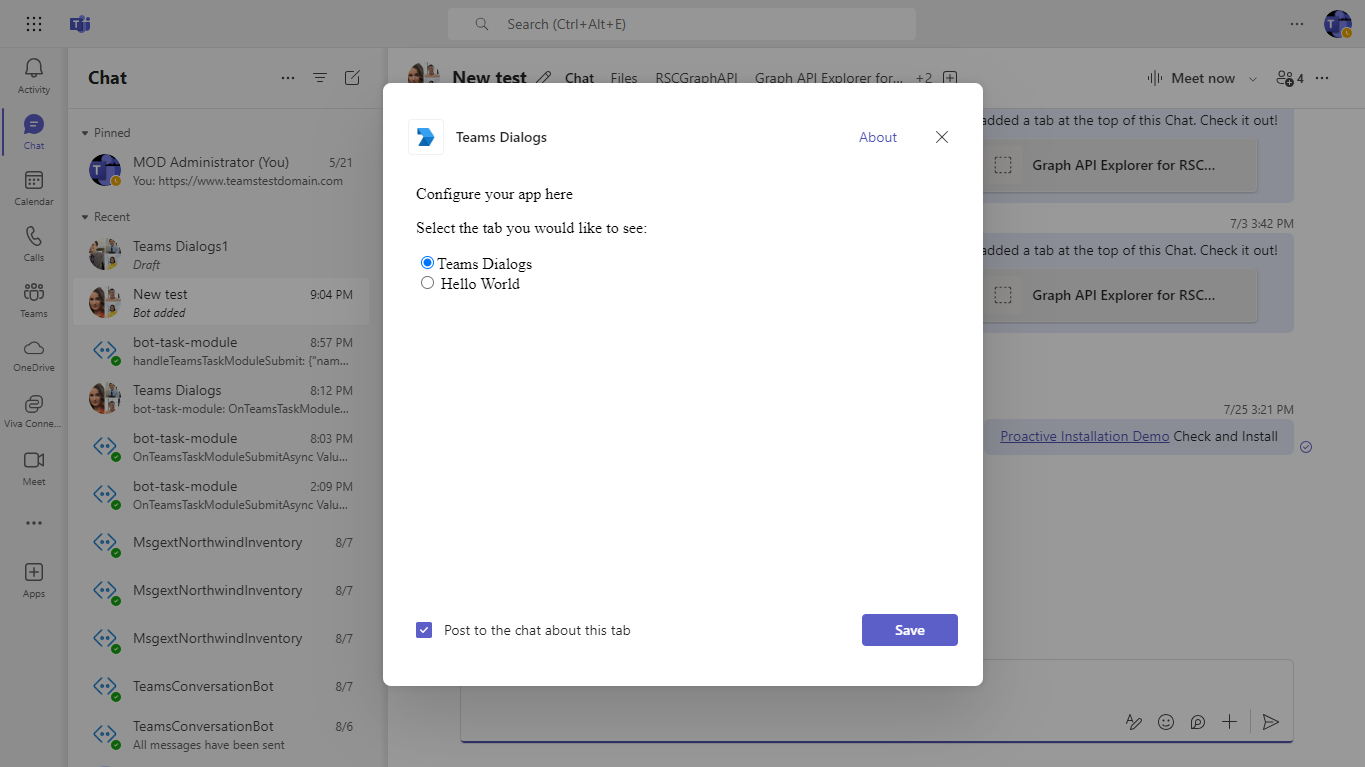 Search (Ctrl+Alt+E)
Activity
Chat
Calendar
Calls
Teams
OneDrive
Viva Conne...
Meet
Apps
Chat
Pinned
MOD Administrator (You) 5/21
You: https://www.teamstestdomain.com
Recent
Teams Dialogs1
Draft
New test 9:04 PM
Bot added
bot-task-module 8:57 PM
handleTeamsTaskModuleSubmit: {"nam...
Teams Dialogs 8:12 PM
bot-task-module: OnTeamsTaskModule...
bot-task-module 8:03 PM
OnTeamsTaskModuleSubmitAsync Valu...
bot-task-module 2:09 PM
OnTeamsTaskModuleSubmitAsync Valu...
MsgextNorthwindInventory 8/7
MsgextNorthwindInventory 8/7
MsgextNorthwindInventory 8/7
TeamsConversationBot 8/7
TeamsConversationBot 8/6
All messages have been sent
New test Chat Files RSCGraphAPI Graph API Explorer for... +2
Meet now 4
added a tab at the top of this Chat. Check it out!
Graph API Explorer for RSC...
7/3 3:42 PM
added a tab at the top of this Chat. Check it out!
Graph API Explorer for RSC...
7/25 3:21 PM
Proactive Installation Demo Check and Install
Teams Dialogs About
Configure your app here
Select the tab you would like to see:
Teams Dialogs
Hello World
Post to the chat about this tab Save